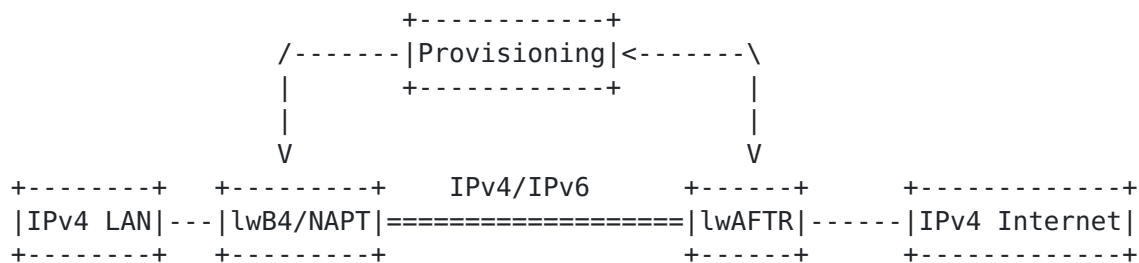 Provisioning
IPv4/IPv6
IPv4 LAN lwB4/NAPT lwAFTR IPv4 Internet